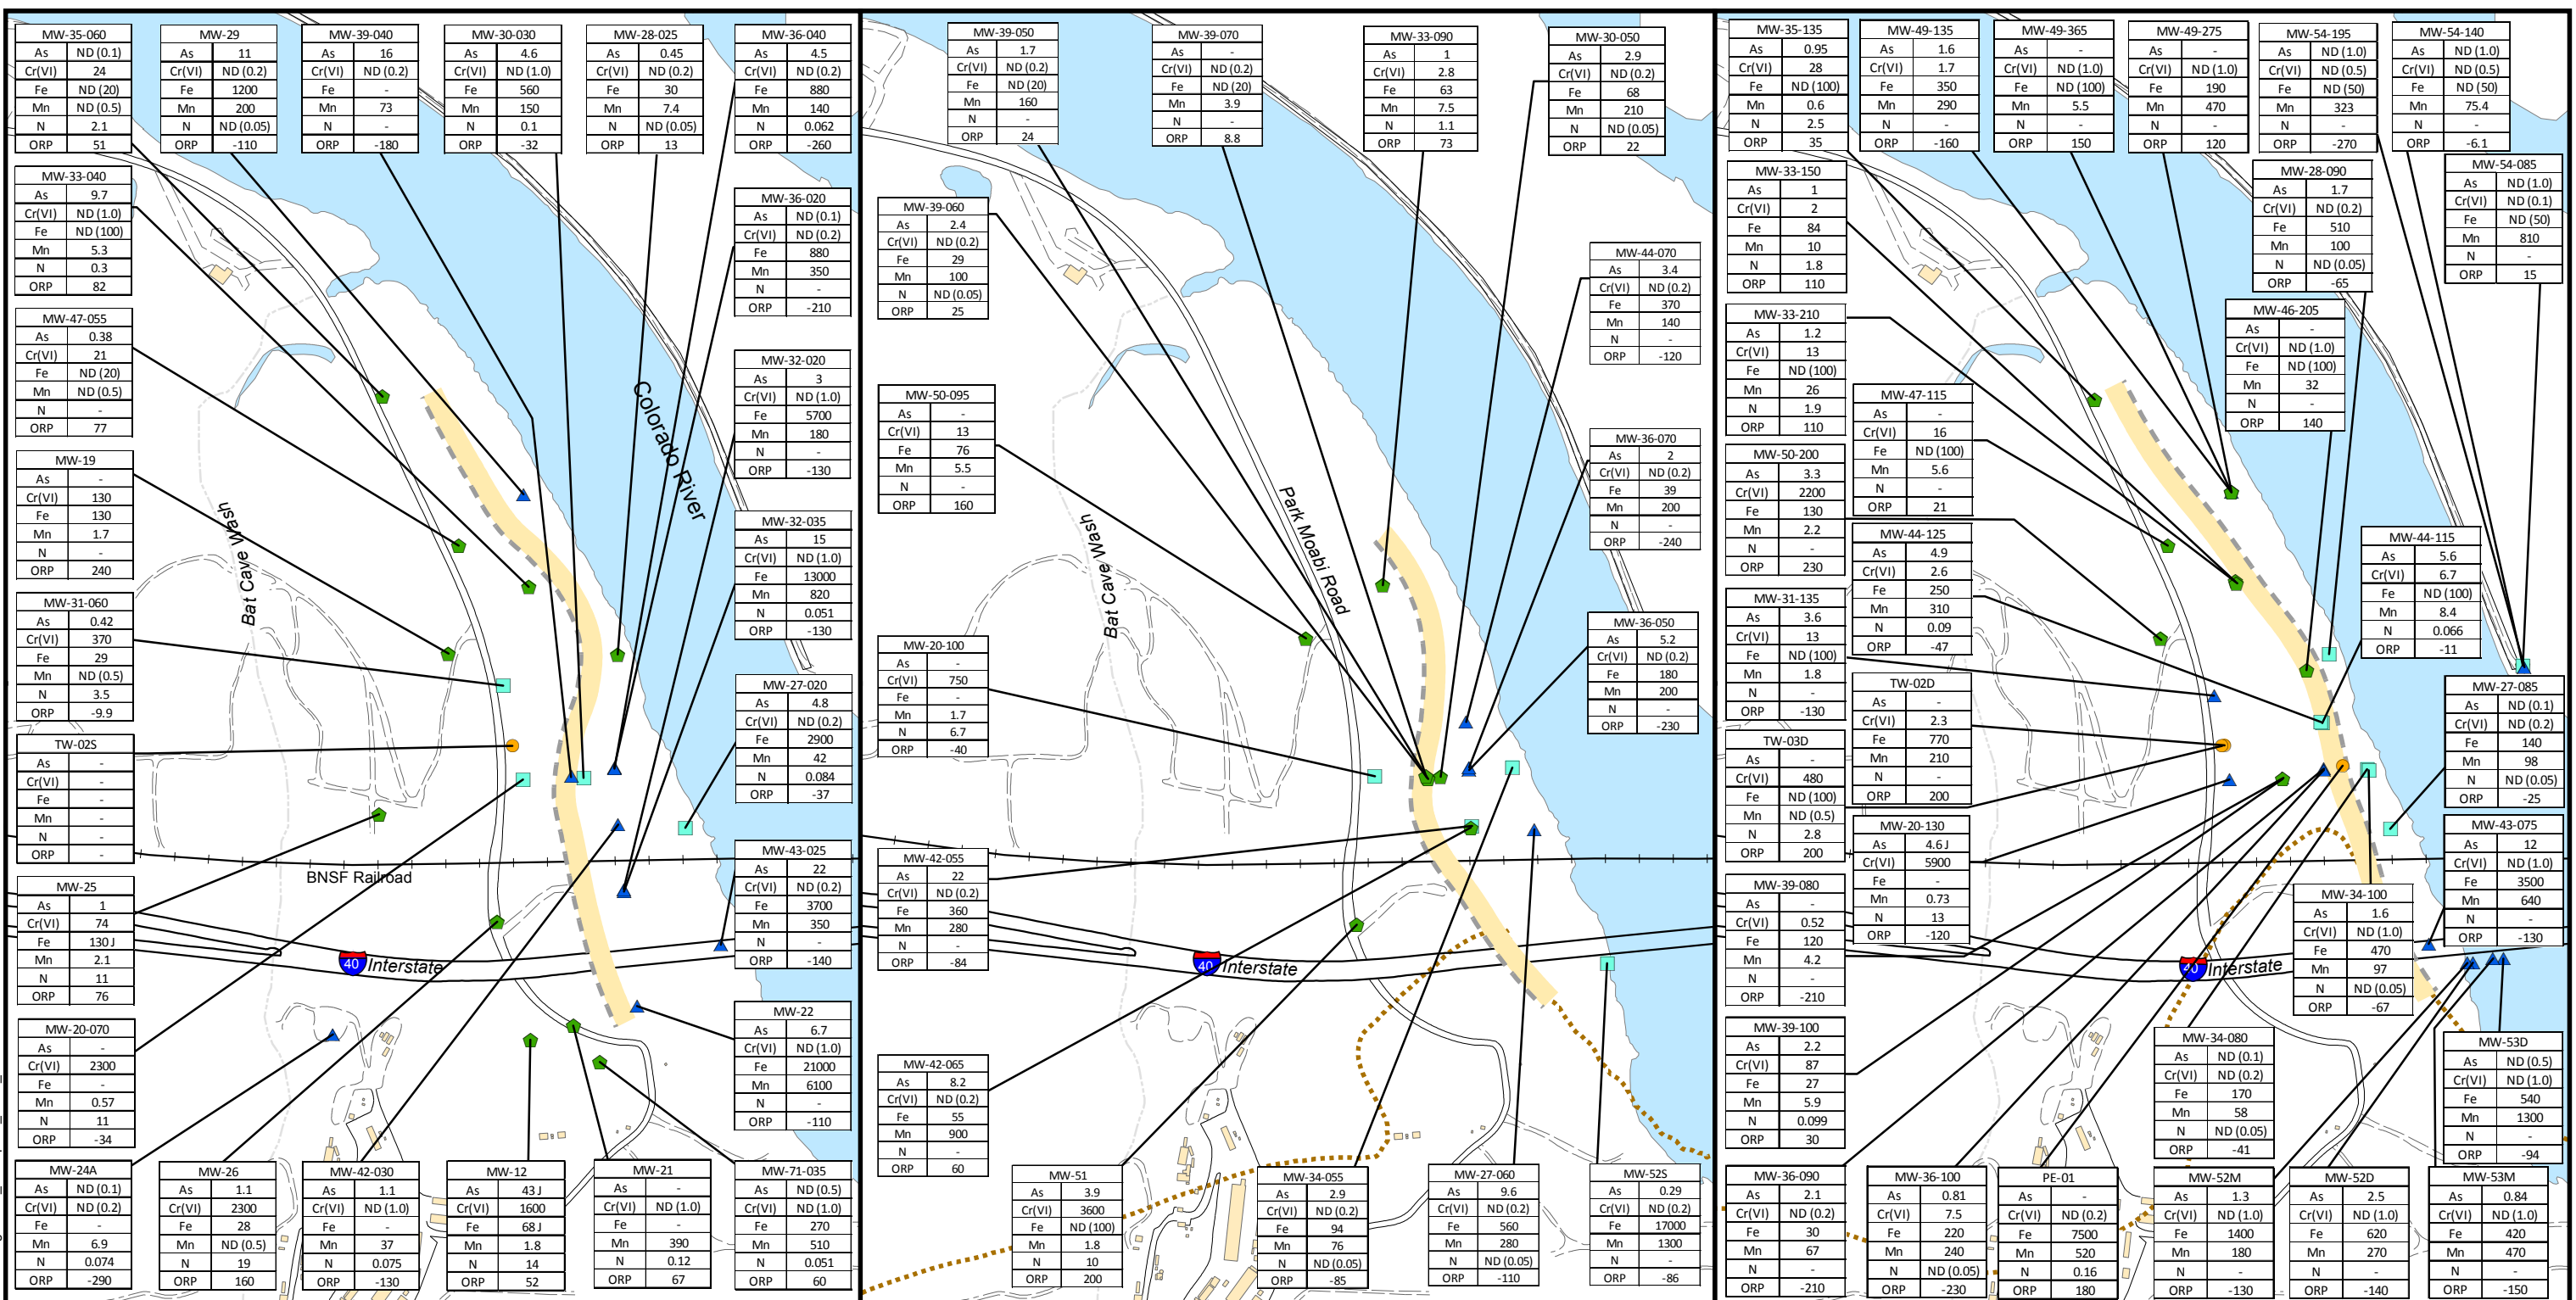 MW-35-060
As ND (0.1)
Cr(VI) 24
Fe ND (20)
Mn ND (0.5)
N 2.1
ORP 51
MW-29
As 11
Cr(VI) ND (0.2)
Fe 1200
Mn 200
N ND (0.05)
ORP -110
MW-39-040
As 16
Cr(VI) ND (0.2)
Fe -
Mn 73
N -
ORP -180
MW-30-030
As 4.6
Cr(VI) ND (1.0)
Fe 560
Mn 150
N 0.1
ORP -32
MW-28-025
As 0.45
Cr(VI) ND (0.2)
Fe 30
Mn 7.4
N ND (0.05)
ORP 13
MW-36-040
As 4.5
Cr(VI) ND (0.2)
Fe 880
Mn 140
N 0.062
ORP -260
MW-33-040
As 9.7
Cr(VI) ND (1.0)
Fe ND (100)
Mn 5.3
N 0.3
ORP 82
MW-36-020
As ND (0.1)
Cr(VI) ND (0.2)
Fe 880
Mn 350
N -
ORP -210
MW-47-055
As 0.38
Cr(VI) 21
Fe ND (20)
Mn ND (0.5)
N -
ORP 77
MW-32-020
As 3
Cr(VI) ND (1.0)
Fe 5700
Mn 180
N -
ORP -130
Colorado River
MW-19
As -
Cr(VI) 130
Fe 130
Mn 1.7
N -
ORP 240
Bat Cave Wash
MW-32-035
As 15
Cr(VI) ND (1.0)
Fe 13000
Mn 820
N 0.051
ORP -130
MW-31-060
As 0.42
Cr(VI) 370
Fe 29
Mn ND (0.5)
N 3.5
ORP -9.9
MW-27-020
As 4.8
Cr(VI) ND (0.2)
Fe 2900
Mn 42
N 0.084
ORP -37
TW-02S
As -
Cr(VI) -
Fe -
Mn -
N -
ORP -
BNSF Railroad
MW-43-025
As 22
Cr(VI) ND (0.2)
Fe 3700
Mn 350
N -
ORP -140
MW-25
As 1
Cr(VI) 74
Fe 130 J
Mn 2.1
N 11
ORP 76
40 Interstate
MW-22
As 6.7
Cr(VI) ND (1.0)
Fe 21000
Mn 6100
N -
ORP -110
MW-20-070
As -
Cr(VI) 2300
Fe -
Mn 0.57
N 11
ORP -34
MW-24A
As ND (0.1)
Cr(VI) ND (0.2)
Fe -
Mn 6.9
N 0.074
ORP -290
MW-26
As 1.1
Cr(VI) 2300
Fe 28
Mn ND (0.5)
N 19
ORP 160
MW-42-030
As 1.1
Cr(VI) ND (1.0)
Fe -
Mn 37
N 0.075
ORP -130
MW-12
As 43 J
Cr(VI) 1600
Fe 68 J
Mn 1.8
N 14
ORP 52
MW-21
As -
Cr(VI) ND (1.0)
Fe -
Mn 390
N 0.12
ORP 67
MW-71-035
As ND (0.5)
Cr(VI) ND (1.0)
Fe 270
Mn 510
N 0.051
ORP 60
MW-39-050
As 1.7
Cr(VI) ND (0.2)
Fe ND (20)
Mn 160
N -
ORP 24
MW-39-070
As -
Cr(VI) ND (0.2)
Fe ND (20)
Mn 3.9
N -
ORP 8.8
MW-33-090
As 1
Cr(VI) 2.8
Fe 63
Mn 7.5
N 1.1
ORP 73
MW-30-050
As 2.9
Cr(VI) ND (0.2)
Fe 68
Mn 210
N ND (0.05)
ORP 22
MW-39-060
As 2.4
Cr(VI) ND (0.2)
Fe 29
Mn 100
N ND (0.05)
ORP 25
MW-44-070
As 3.4
Cr(VI) ND (0.2)
Fe 370
Mn 140
N -
ORP -120
MW-50-095
As -
Cr(VI) 13
Fe 76
Mn 5.5
N -
ORP 160
MW-36-070
As 2
Cr(VI) ND (0.2)
Fe 39
Mn 200
N -
ORP -240
Park Moabi Road
Bat Cave Wash
MW-20-100
As -
Cr(VI) 750
Fe -
Mn 1.7
N 6.7
ORP -40
MW-36-050
As 5.2
Cr(VI) ND (0.2)
Fe 180
Mn 200
N -
ORP -230
MW-42-055
As 22
Cr(VI) ND (0.2)
Fe 360
Mn 280
N -
ORP -84
40 Interstate
MW-42-065
As 8.2
Cr(VI) ND (0.2)
Fe 55
Mn 900
N -
ORP 60
MW-51
As 3.9
Cr(VI) 3600
Fe ND (100)
Mn 1.8
N 10
ORP 200
MW-34-055
As 2.9
Cr(VI) ND (0.2)
Fe 94
Mn 76
N ND (0.05)
ORP -85
MW-27-060
As 9.6
Cr(VI) ND (0.2)
Fe 560
Mn 280
N ND (0.05)
ORP -110
MW-52S
As 0.29
Cr(VI) ND (0.2)
Fe 17000
Mn 1300
N -
ORP -86
MW-35-135
As 0.95
Cr(VI) 28
Fe ND (100)
Mn 0.6
N 2.5
ORP 35
MW-49-135
As 1.6
Cr(VI) 1.7
Fe 350
Mn 290
N -
ORP -160
MW-49-365
As -
Cr(VI) ND (1.0)
Fe ND (100)
Mn 5.5
N -
ORP 150
MW-49-275
As -
Cr(VI) ND (1.0)
Fe 190
Mn 470
N -
ORP 120
MW-54-195
As ND (1.0)
Cr(VI) ND (0.5)
Fe ND (50)
Mn 323
N -
ORP -270
MW-54-140
As ND (1.0)
Cr(VI) ND (0.5)
Fe ND (50)
Mn 75.4
N -
ORP -6.1
MW-33-150
As 1
Cr(VI) 2
Fe 84
Mn 10
N 1.8
ORP 110
MW-28-090
As 1.7
Cr(VI) ND (0.2)
Fe 510
Mn 100
N ND (0.05)
ORP -65
MW-54-085
As ND (1.0)
Cr(VI) ND (0.1)
Fe ND (50)
Mn 810
N -
ORP 15
MW-33-210
As 1.2
Cr(VI) 13
Fe ND (100)
Mn 26
N 1.9
ORP 110
MW-46-205
As -
Cr(VI) ND (1.0)
Fe ND (100)
Mn 32
N -
ORP 140
MW-47-115
As -
Cr(VI) 16
Fe ND (100)
Mn 5.6
N -
ORP 21
MW-50-200
As 3.3
Cr(VI) 2200
Fe 130
Mn 2.2
N -
ORP 230
MW-44-125
As 4.9
Cr(VI) 2.6
Fe 250
Mn 310
N 0.09
ORP -47
MW-44-115
As 5.6
Cr(VI) 6.7
Fe ND (100)
Mn 8.4
N 0.066
ORP -11
MW-31-135
As 3.6
Cr(VI) 13
Fe ND (100)
Mn 1.8
N -
ORP -130
TW-02D
As -
Cr(VI) 2.3
Fe 770
Mn 210
N -
ORP 200
MW-27-085
As ND (0.1)
Cr(VI) ND (0.2)
Fe 140
Mn 98
N ND (0.05)
ORP -25
TW-03D
As -
Cr(VI) 480
Fe ND (100)
Mn ND (0.5)
N 2.8
ORP 200
MW-20-130
As 4.6 J
Cr(VI) 5900
Fe -
Mn 0.73
N 13
ORP -120
MW-43-075
As 12
Cr(VI) ND (1.0)
Fe 3500
Mn 640
N -
ORP -130
MW-39-080
As -
Cr(VI) 0.52
Fe 120
Mn 4.2
N -
ORP -210
MW-34-100
As 1.6
Cr(VI) ND (1.0)
Fe 470
Mn 97
N ND (0.05)
ORP -67
40 Interstate
MW-39-100
As 2.2
Cr(VI) 87
Fe 27
Mn 5.9
N 0.099
ORP 30
MW-34-080
As ND (0.1)
Cr(VI) ND (0.2)
Fe 170
Mn 58
N ND (0.05)
ORP -41
MW-53D
As ND (0.5)
Cr(VI) ND (1.0)
Fe 540
Mn 1300
N -
ORP -94
MW-36-090
As 2.1
Cr(VI) ND (0.2)
Fe 30
Mn 67
N -
ORP -210
MW-36-100
As 0.81
Cr(VI) 7.5
Fe 220
Mn 240
N ND (0.05)
ORP -230
PE-01
As -
Cr(VI) ND (0.2)
Fe 7500
Mn 520
N 0.16
ORP 180
MW-52M
As 1.3
Cr(VI) ND (1.0)
Fe 1400
Mn 180
N -
ORP -130
MW-52D
As 2.5
Cr(VI) ND (1.0)
Fe 620
Mn 270
N -
ORP -140
MW-53M
As 0.84
Cr(VI) ND (1.0)
Fe 420
Mn 470
N -
ORP -150